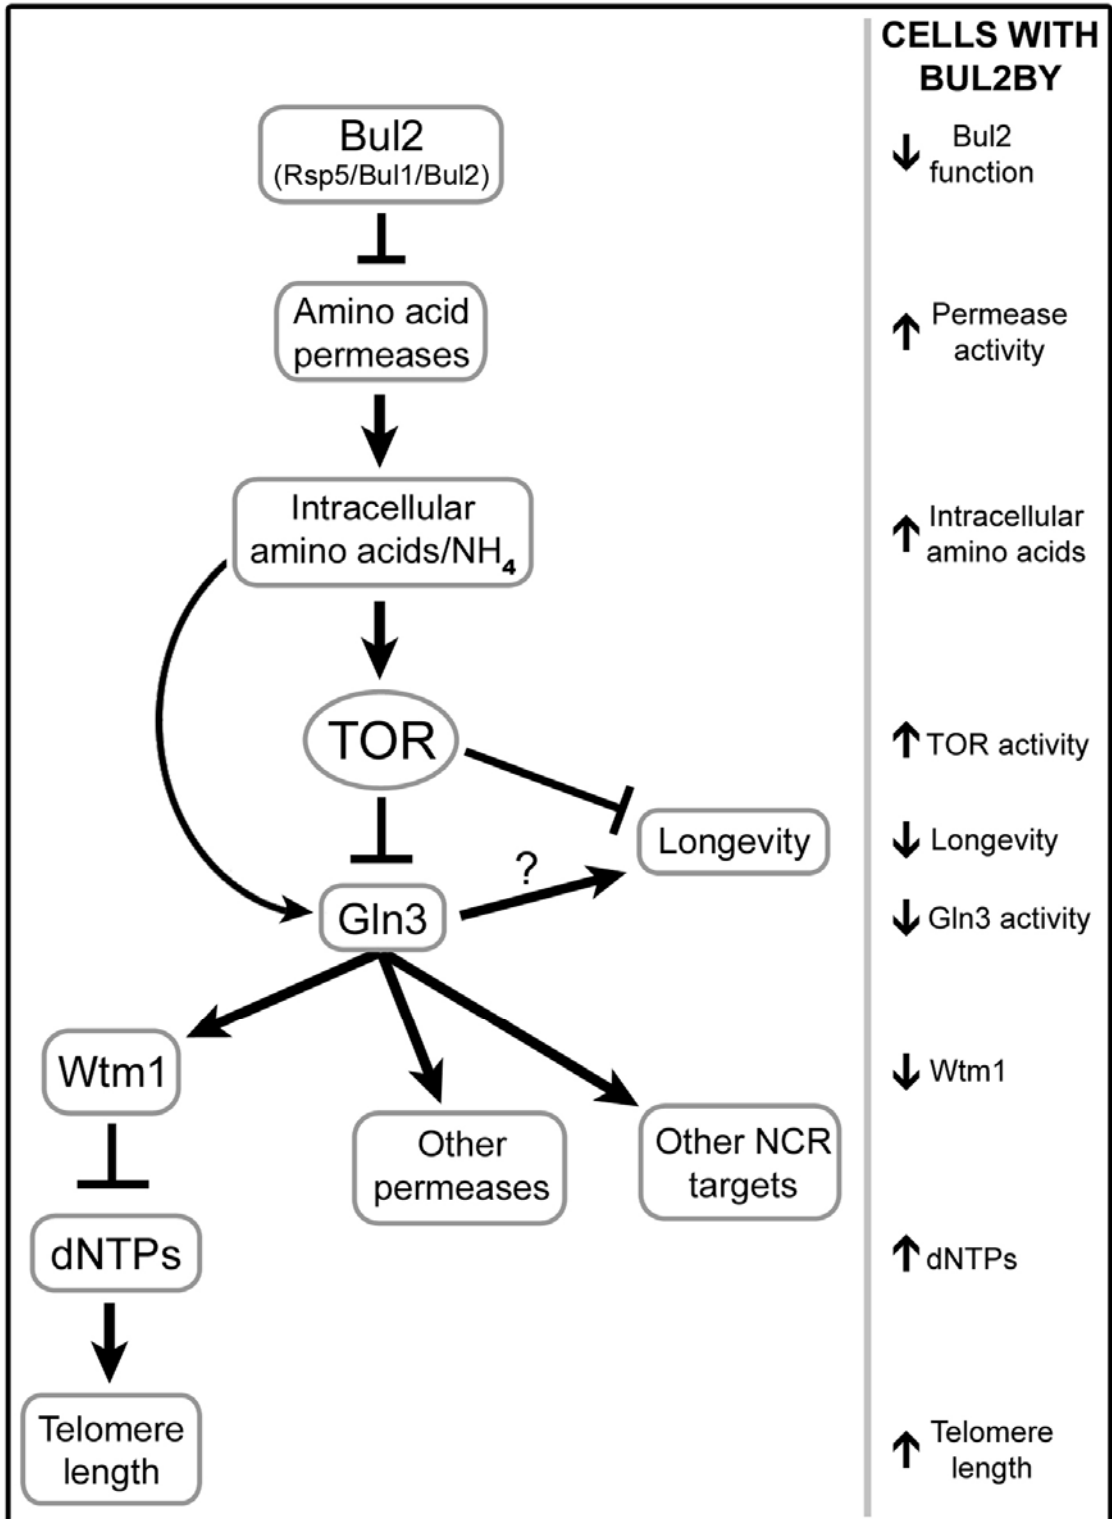 CELLS WITH
BUL2BY
Bul2
(Rsp5/Bul1/Bul2)
Bul2
function
Amino acid
permeases
Permease
activity
Intracellular
amino acids/NH₄
Intracellular
amino acids
TOR
TOR activity
Longevity
Longevity
?
Gln3
Gln3 activity
Wtm1
Wtm1
Other
permeases
Other NCR
targets
dNTPs
dNTPs
Telomere
length
Telomere
length